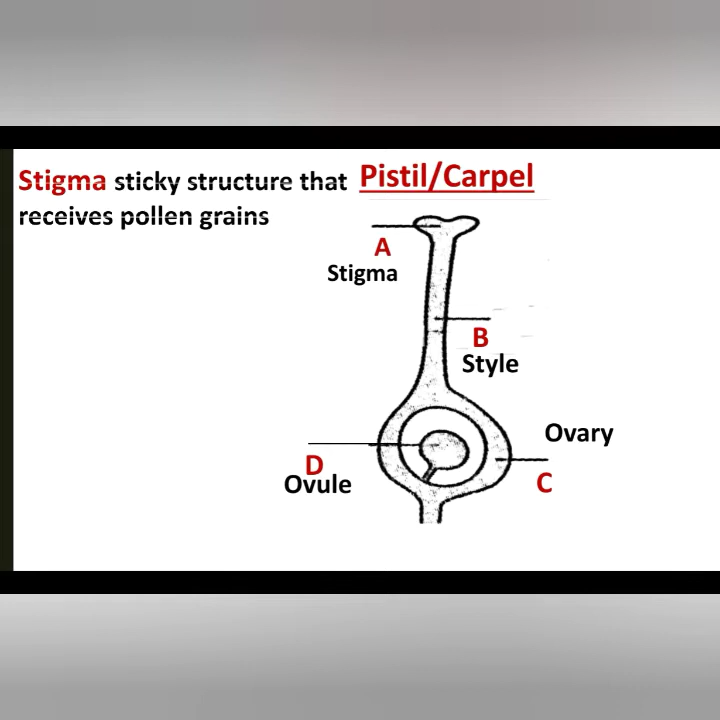 Stigma sticky structure that
receives pollen grains
Pistil/Carpel
A
Stigma
B
Style
Ovary
D
Ovule
C